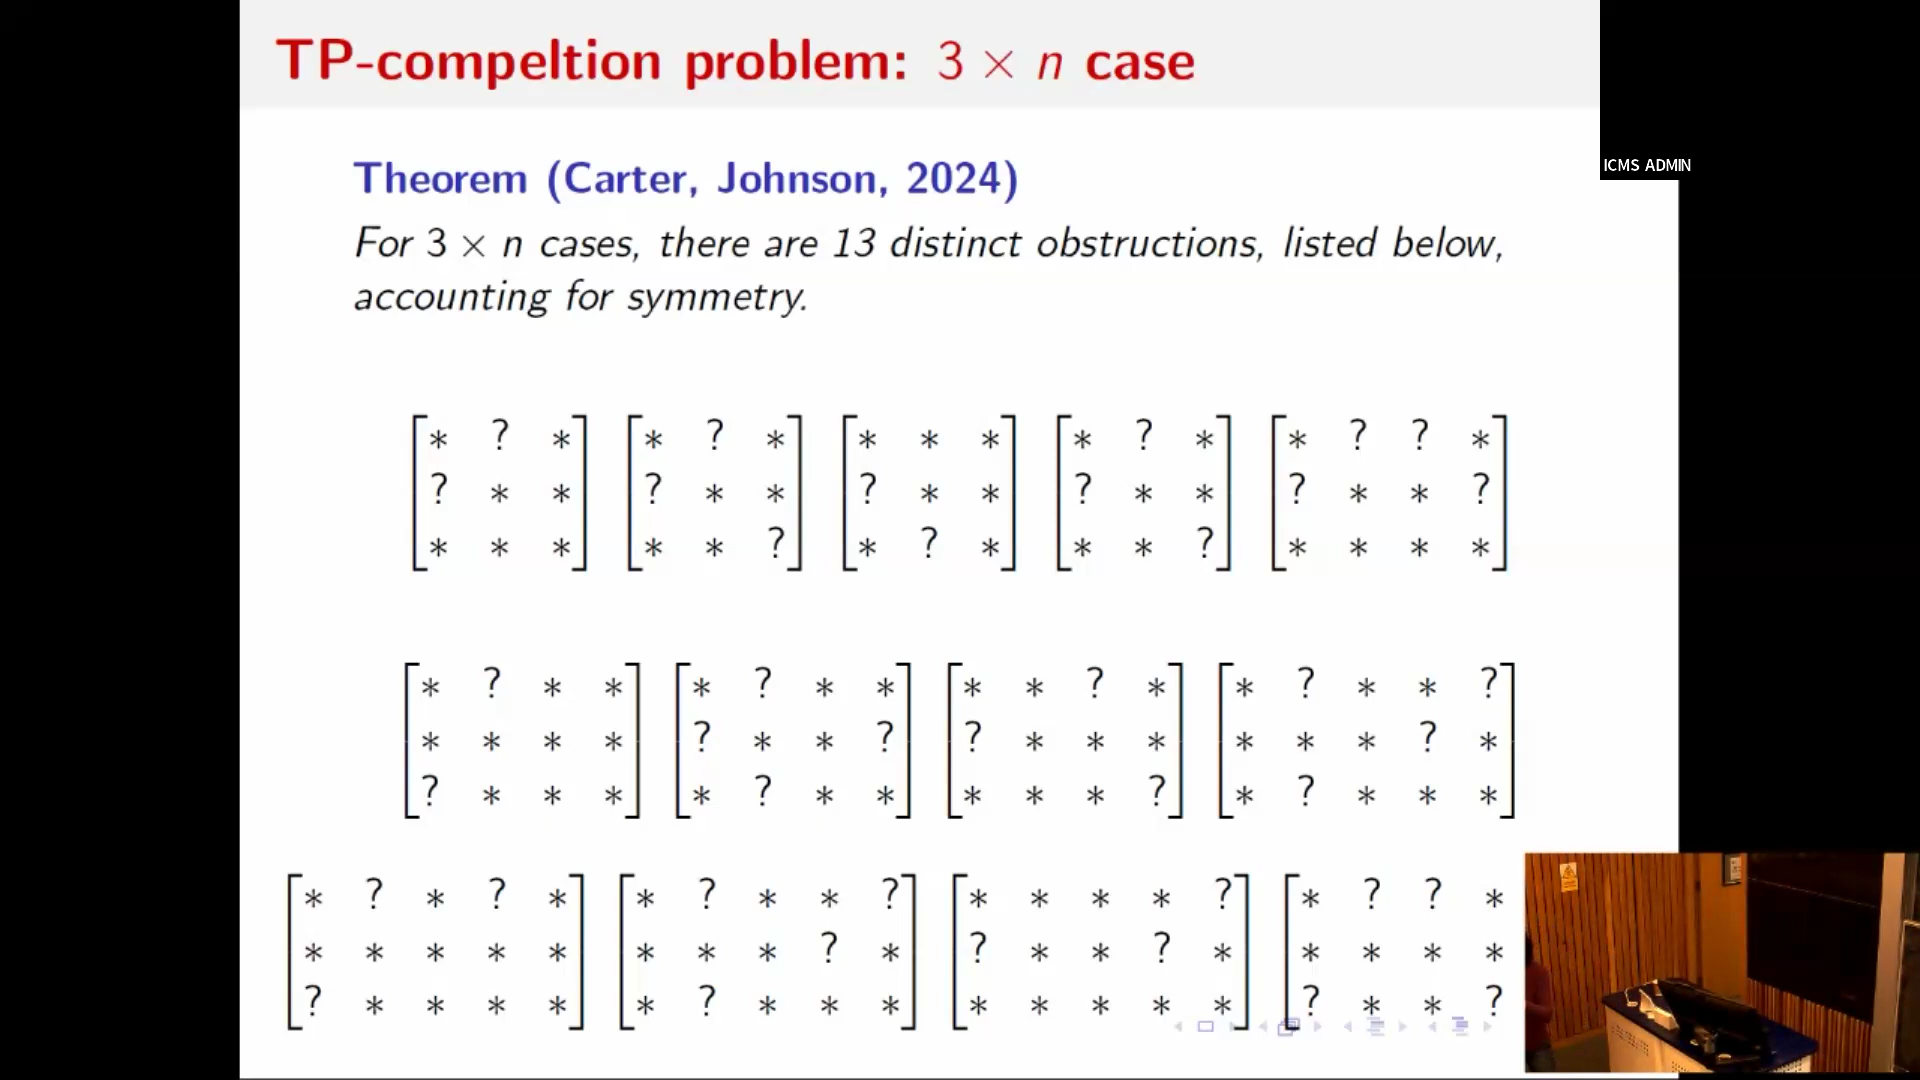 TP-compeltion problem: 3 × n case
ICMS ADMIN
Theorem (Carter, Johnson, 2024)
For 3 × n cases, there are 13 distinct obstructions, listed below,
accounting for symmetry.
[* ? *] [* ? *] [* * *] [* ? *] [* ? ? *]
[? * *] [? * *] [? * *] [? * *] [? * * ?]
[* * *] [* * ?] [* ? *] [* * ?] [* * * *]
[* ? * *] [* ? * *] [* * ? *] [* ? * * ?]
[* * * *] [? * * ?] [? * * *] [* * * ? *]
[? * * *] [* ? * *] [* * * ?] [* ? * * *]
[* ? * ? *] [* ? * * ?] [* * * * ?] [* ? ? *
[* * * * *] [* * * ? *] [? * * ? *] [* * * *
[? * * * *] [* ? * * *] [* * * * *] [? * * ?